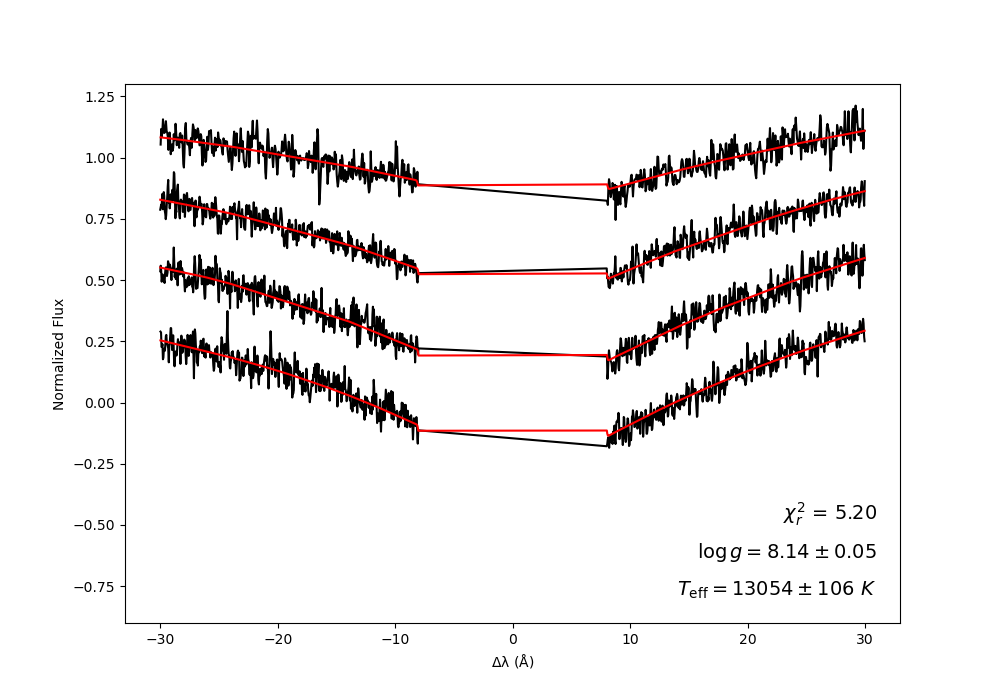 1.25
1.00
0.75
0.50
0.25
0.00
−0.25
−0.50
−0.75
Normalized Flux
χ²ᵣ = 5.20
log g = 8.14 ± 0.05
T_eff = 13054 ± 106 K
−30 −20 −10 0 10 20 30
Δλ (Å)